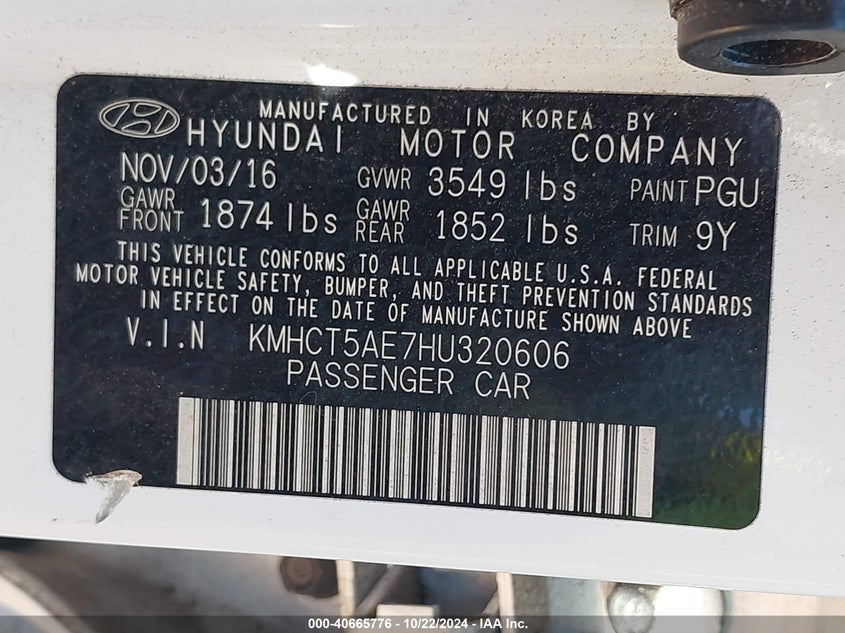 MANUFACTURED IN KOREA BY
HYUNDAI MOTOR COMPANY
NOV/03/16 GVWR 3549 lbs PAINT PGU
GAWR FRONT 1874 lbs GAWR REAR 1852 lbs TRIM 9Y
THIS VEHICLE CONFORMS TO ALL APPLICABLE U.S.A. FEDERAL
MOTOR VEHICLE SAFETY, BUMPER, AND THEFT PREVENTION STANDARDS
IN EFFECT ON THE DATE OF MANUFACTURE SHOWN ABOVE
V.I.N KMHCT5AE7HU320606
PASSENGER CAR
000-40665776 - 10/22/2024 - IAA Inc.